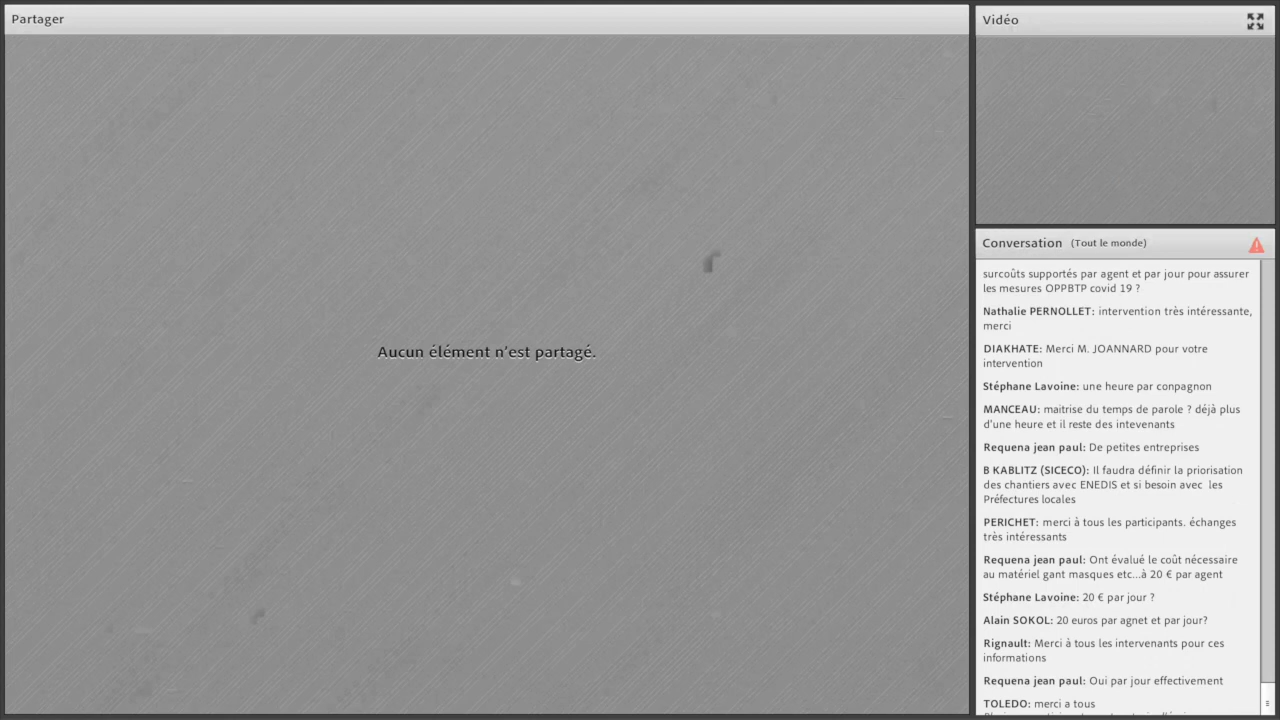 Partager
Aucun élément n'est partagé.
Vidéo
Conversation (Tout le monde)
surcoûts supportés par agent et par jour pour assurer
les mesures OPPBTP covid 19 ?
Nathalie PERNOLLET: intervention très intéressante,
merci
DIAKHATE: Merci M. JOANNARD pour votre
intervention
Stéphane Lavoine: une heure par conpagnon
MANCEAU: maitrise du temps de parole ? déjà plus
d'une heure et il reste des intevenants
Requena jean paul: De petites entreprises
B KABLITZ (SICECO): Il faudra définir la priorisation
des chantiers avec ENEDIS et si besoin avec les
Préfectures locales
PERICHET: merci à tous les participants. échanges
très intéressants
Requena jean paul: Ont évalué le coût nécessaire
au matériel gant masques etc...à 20 € par agent
Stéphane Lavoine: 20 € par jour ?
Alain SOKOL: 20 euros par agnet et par jour?
Rignault: Merci à tous les intervenants pour ces
informations
Requena jean paul: Oui par jour effectivement
TOLEDO: merci a tous